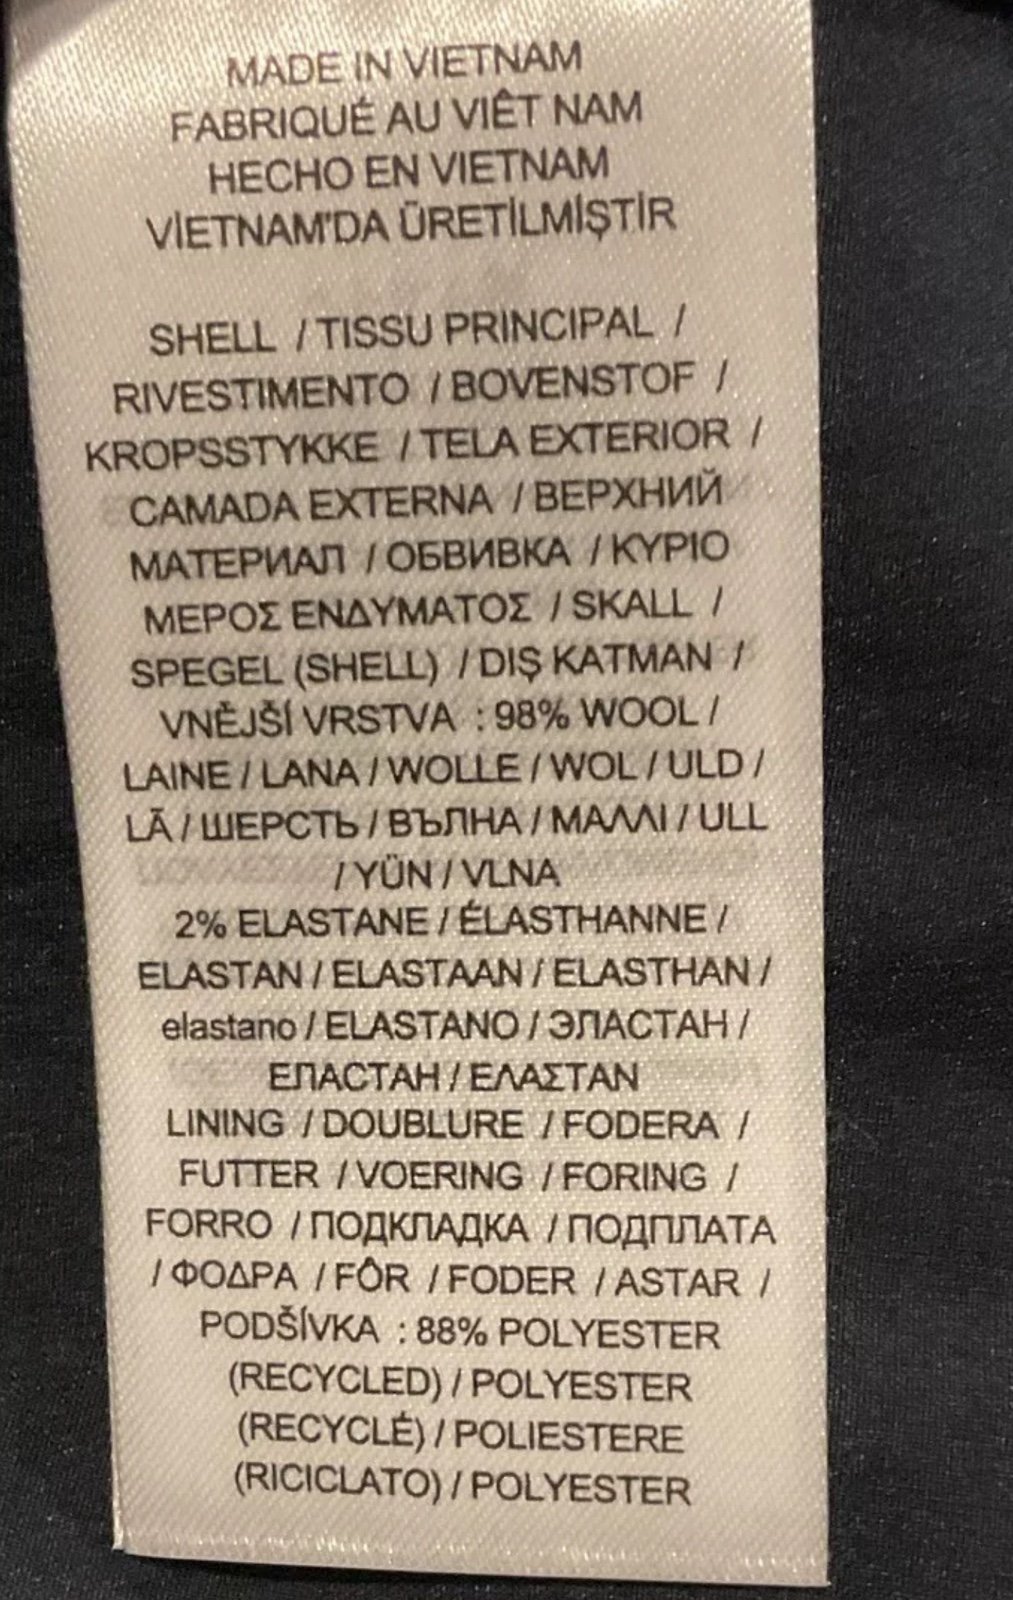 MADE IN VIETNAM
FABRIQUÉ AU VIÊT NAM
HECHO EN VIETNAM
VİETNAM'DA ÜRETİLMİŞTİR
SHELL / TISSU PRINCIPAL /
RIVESTIMENTO / BOVENSTOF /
KROPSSTYKKE / TELA EXTERIOR /
CAMADA EXTERNA / ВЕРХНИЙ
МАТЕРИАЛ / ОБВИВКА / ΚΥΡΙΟ
ΜΕΡΟΣ ΕΝΔΥΜΑΤΟΣ / SKALL /
SPEGEL (SHELL) / DIŞ KATMAN /
VNĚJŠÍ VRSTVA : 98% WOOL /
LAINE / LANA / WOLLE / WOL / ULD /
LÃ / ШЕРСТЬ / ВЪЛНА / ΜΑΛΛΙ / ULL
/ YÜN / VLNA
2% ELASTANE / ÉLASTHANNE /
ELASTAN / ELASTAAN / ELASTHAN /
elastano / ELASTANO / ЭЛАСТАН /
ЕЛАСТАН / ΕΛΑΣΤΑΝ
LINING / DOUBLURE / FODERA /
FUTTER / VOERING / FORING /
FORRO / ПОДКЛАДКА / ПОДПЛАТА
/ ΦΟΔΡΑ / FÔR / FODER / ASTAR /
PODŠÍVKA : 88% POLYESTER
(RECYCLED) / POLYESTER
(RECYCLÉ) / POLIESTERE
(RICICLATO) / POLYESTER